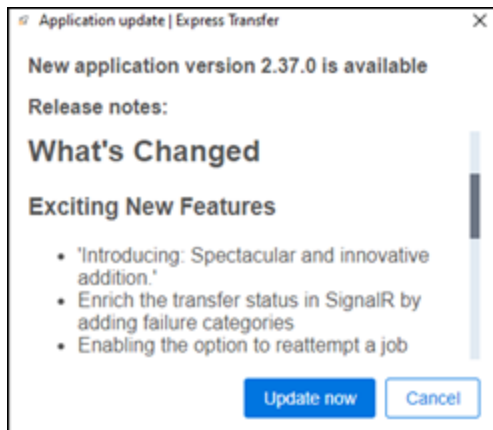 Application update | Express Transfer
New application version 2.37.0 is available
Release notes:
What's Changed
Exciting New Features
• 'Introducing: Spectacular and innovative
addition.'
• Enrich the transfer status in SignalR by
adding failure categories
• Enabling the option to reattempt a job
Update now
Cancel